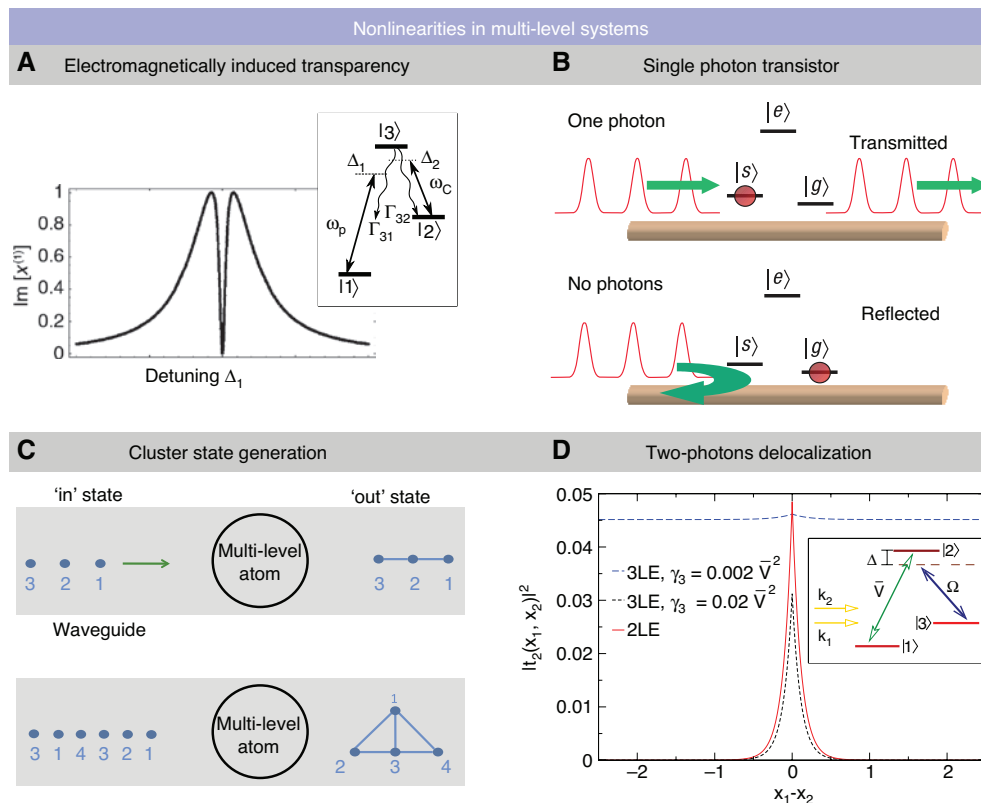 Nonlinearities in multi-level systems
A Electromagnetically induced transparency
Im [x⁽¹⁾]
1
0.8
0.6
0.4
0.2
0
Detuning Δ₁
|3⟩
Δ₁
Δ₂
ω_C
ω_p
Γ₃₁
Γ₃₂
|2⟩
|1⟩
B Single photon transistor
One photon
|e⟩
Transmitted
|s⟩
|g⟩
No photons
|e⟩
Reflected
|s⟩
|g⟩
C Cluster state generation
'in' state
'out' state
Multi-level
atom
3 2 1
3 2 1
Waveguide
Multi-level
atom
3 1 4 3 2 1
1
2 3 4
D Two-photons delocalization
|t₂(x₁, x₂)|²
0.05
0.04
0.03
0.02
0.01
0
3LE, γ₃ = 0.002 V̄²
3LE, γ₃ = 0.02 V̄²
2LE
|2⟩
Δ
V̄
Ω
k₂
k₁
|3⟩
|1⟩
−2 −1 0 1 2
x₁-x₂